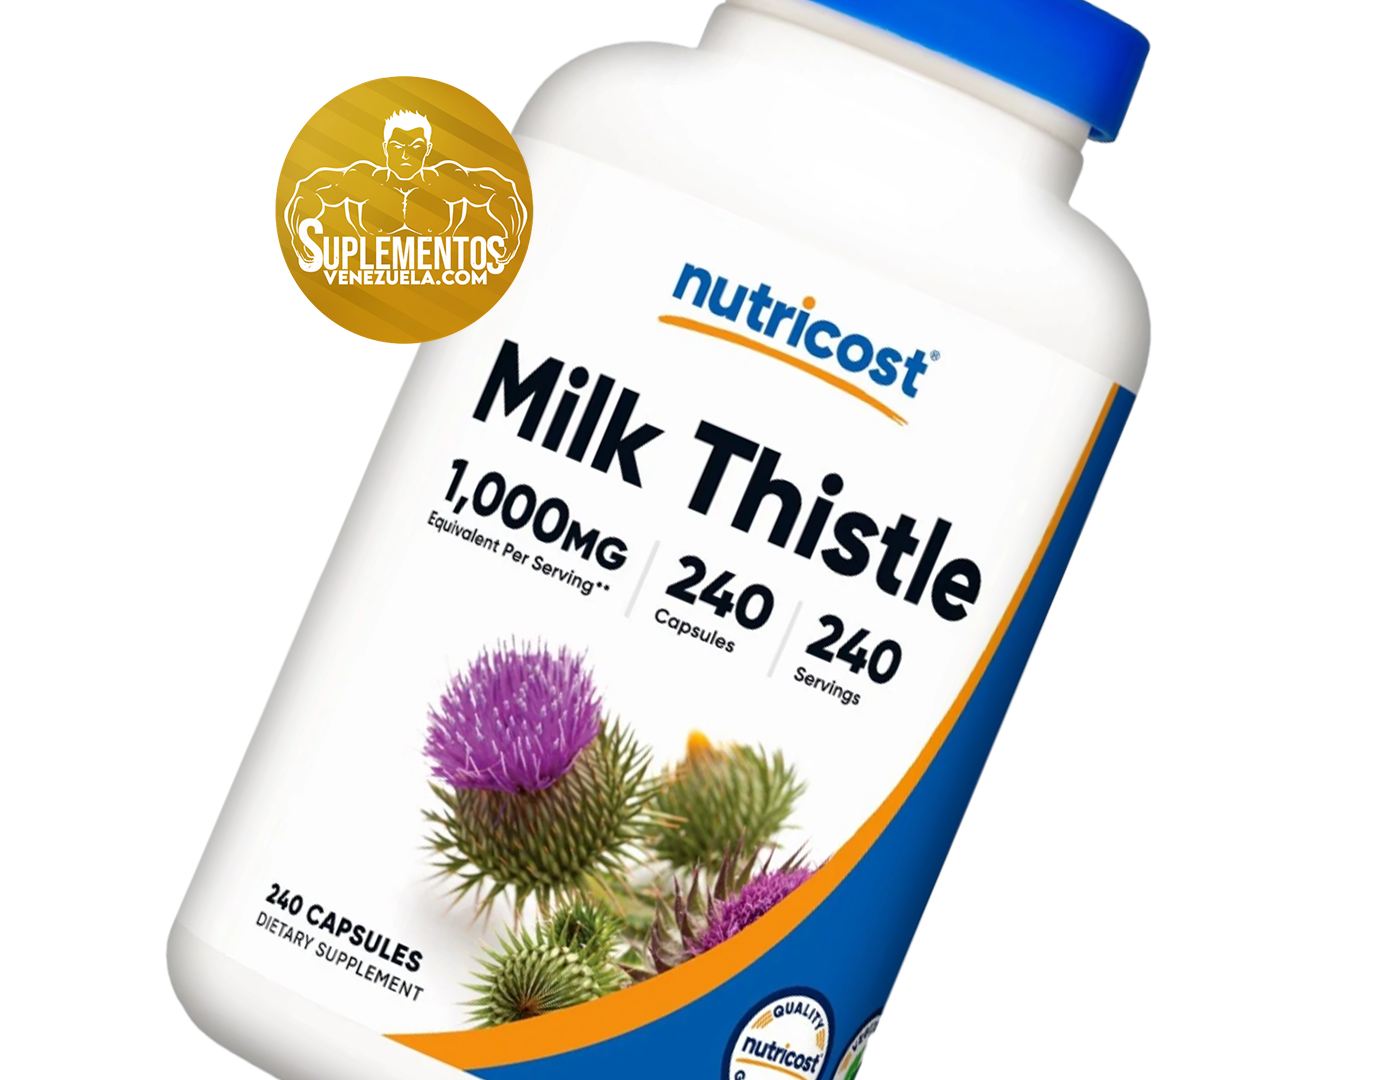 SUPLEMENTOS
VENEZUELA.COM
nutricost®
Milk Thistle
1,000MG
Equivalent Per Serving**
240
Capsules
240
Servings
240 CAPSULES
DIETARY SUPPLEMENT
QUALITY
nutricost